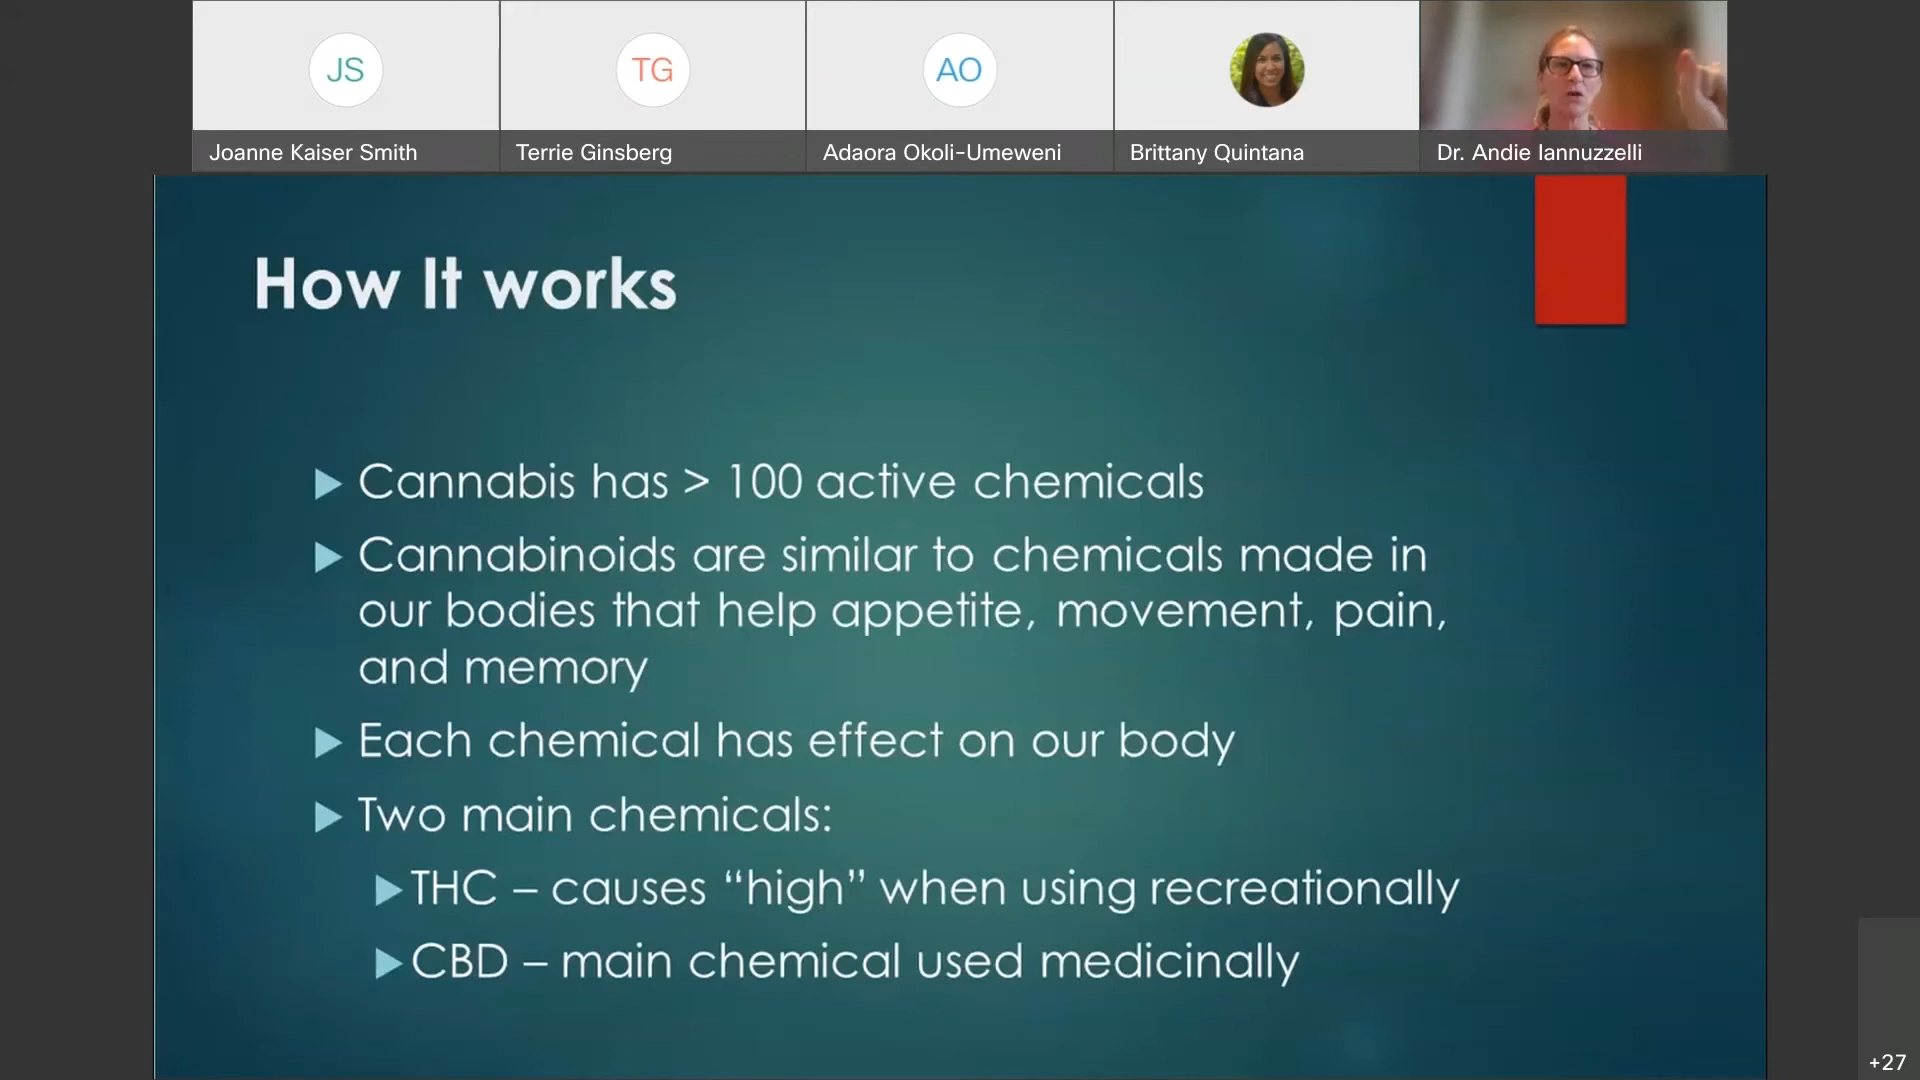 JS
TG
AO
Joanne Kaiser Smith
Terrie Ginsberg
Adaora Okoli-Umeweni
Brittany Quintana
Dr. Andie Iannuzzelli
How It works
Cannabis has > 100 active chemicals
Cannabinoids are similar to chemicals made in
our bodies that help appetite, movement, pain,
and memory
Each chemical has effect on our body
Two main chemicals:
THC – causes “high” when using recreationally
CBD – main chemical used medicinally
+27